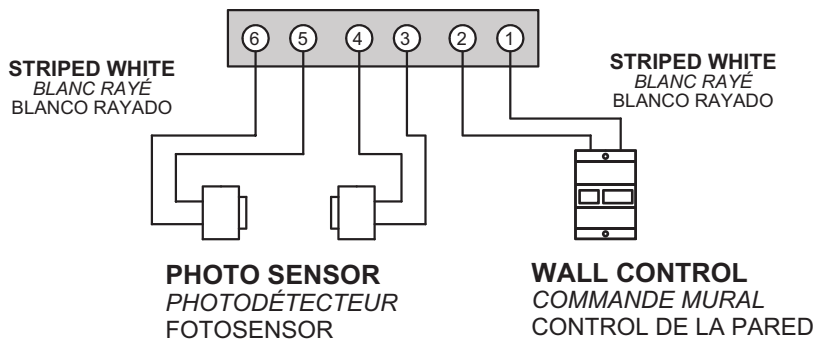 6 5 4 3 2 1
STRIPED WHITE
BLANC RAYÉ
BLANCO RAYADO
STRIPED WHITE
BLANC RAYÉ
BLANCO RAYADO
PHOTO SENSOR
PHOTODÉTECTEUR
FOTOSENSOR
WALL CONTROL
COMMANDE MURAL
CONTROL DE LA PARED